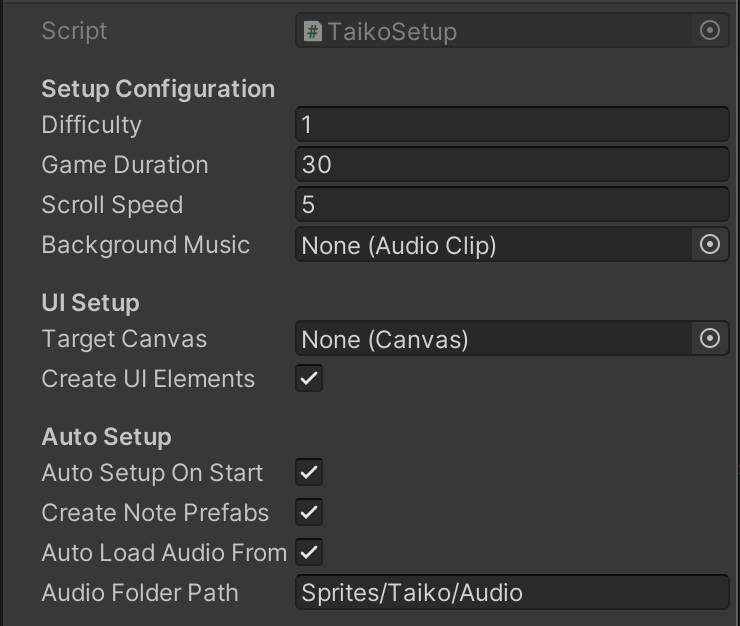 Script # TaikoSetup
Setup Configuration
Difficulty 1
Game Duration 30
Scroll Speed 5
Background Music None (Audio Clip)
UI Setup
Target Canvas None (Canvas)
Create UI Elements
Auto Setup
Auto Setup On Start
Create Note Prefabs
Auto Load Audio From
Audio Folder Path Sprites/Taiko/Audio